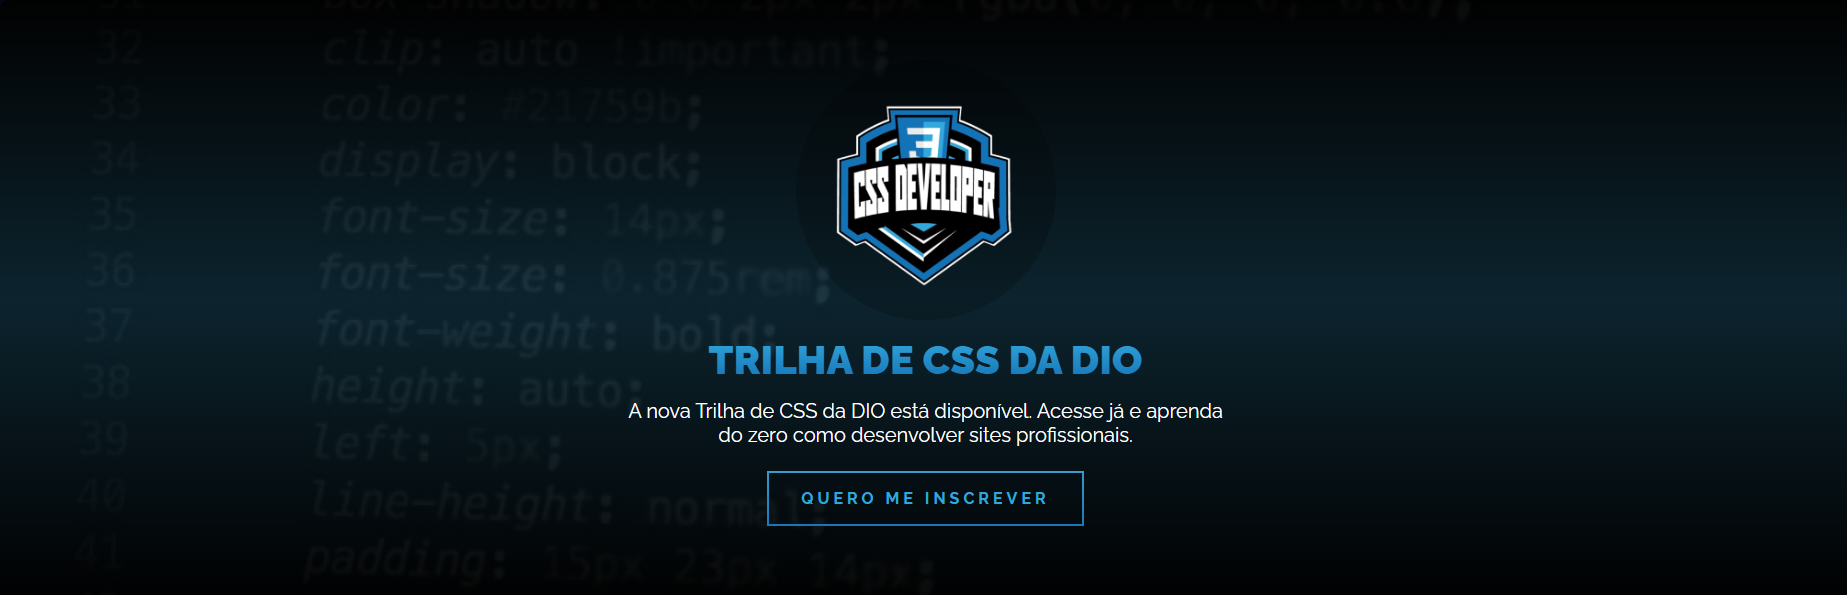 32 clip: auto !important;
33 color: #21759b;
34 display: block;
35 font-size: 14px;
36 font-size: 0.875rem;
37 font-weight: bold;
38 height: auto;
39 left: 5px;
40 line-height: normal;
41 padding: 15px 23px 14px;
3
CSS DEVELOPER
TRILHA DE CSS DA DIO
A nova Trilha de CSS da DIO está disponível. Acesse já e aprenda
do zero como desenvolver sites profissionais.
QUERO ME INSCREVER